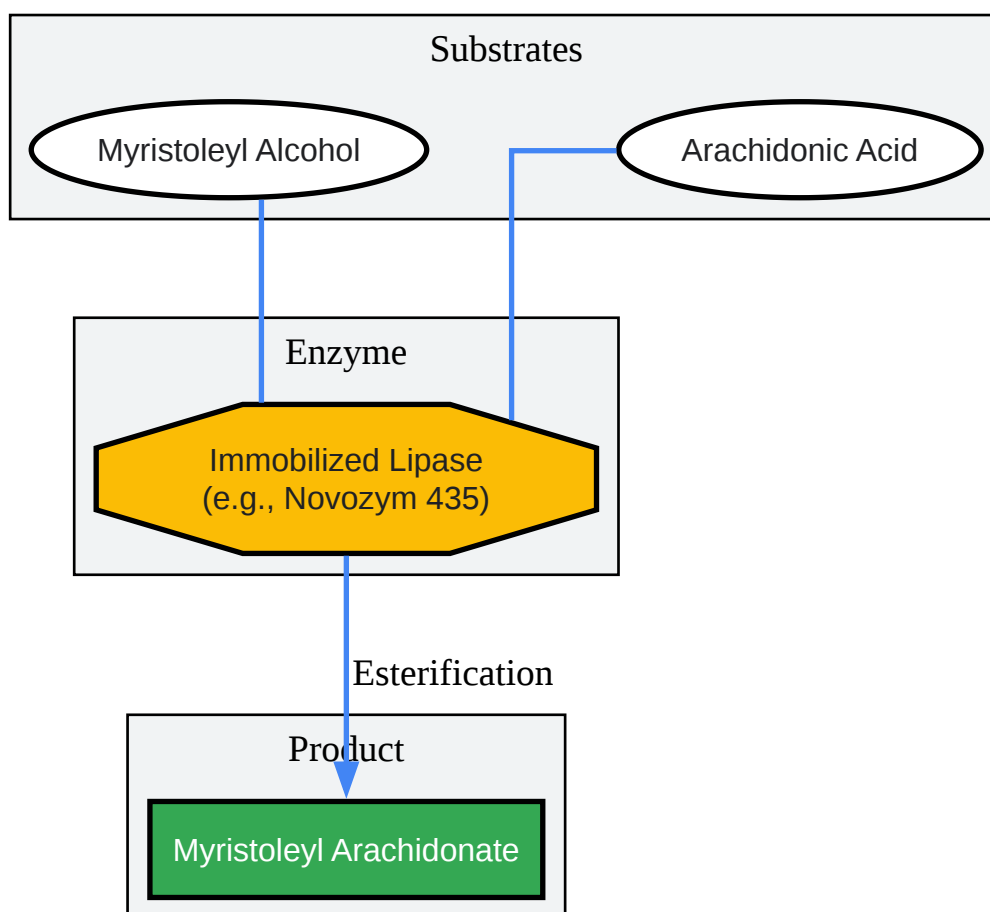 Substrates
Myristoleyl Alcohol
Arachidonic Acid
Enzyme
Immobilized Lipase
(e.g., Novozym 435)
Esterification
Product
Myristoleyl Arachidonate